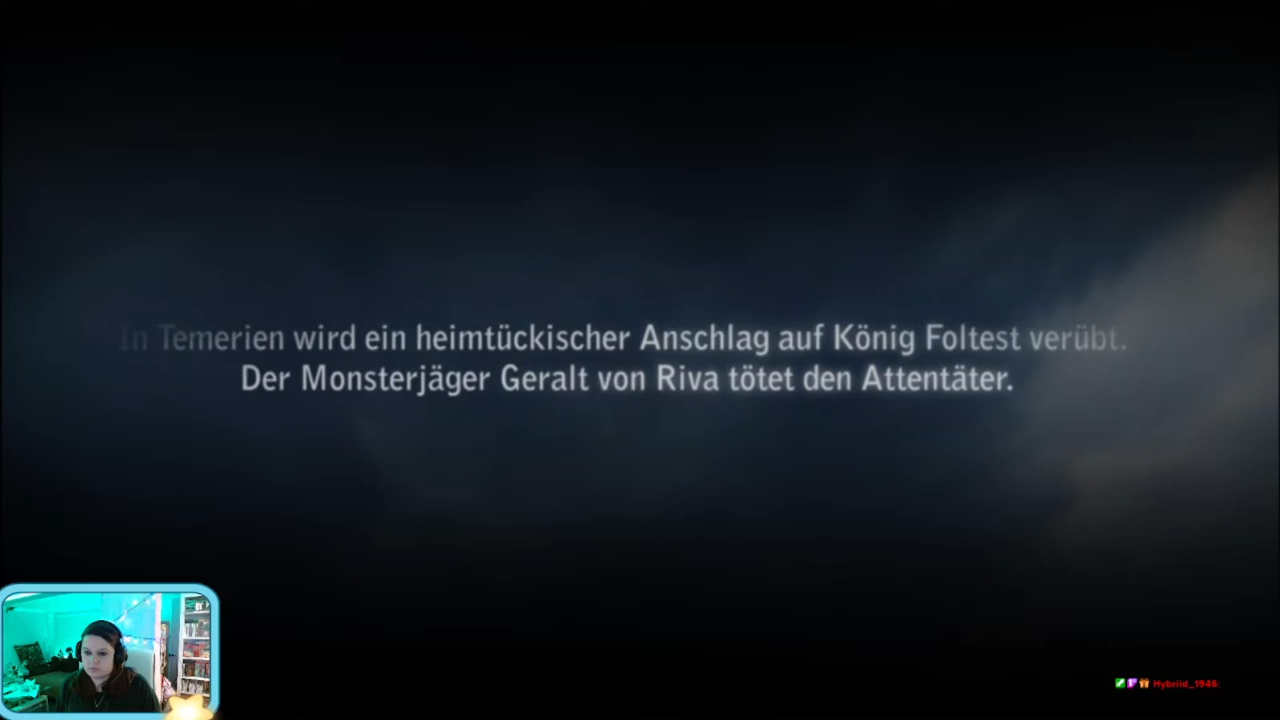 In Temerien wird ein heimtückischer Anschlag auf König Foltest verübt.
Der Monsterjäger Geralt von Riva tötet den Attentäter.
Hybriid_1946